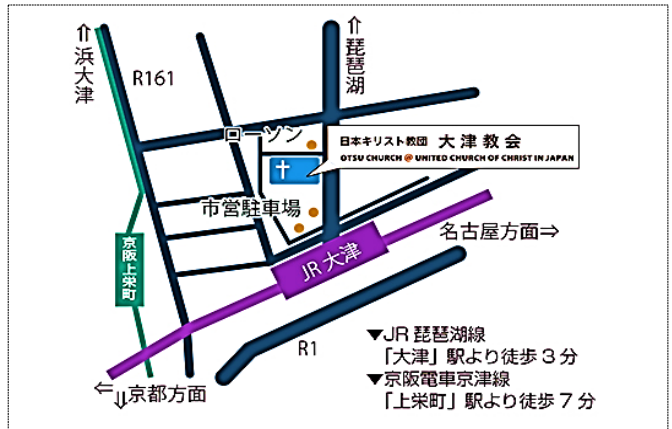 ⇑浜大津
R161
⇑琵琶湖
ローソン
日本キリスト教団 大津教会
OTSU CHURCH @ UNITED CHURCH OF CHRIST IN JAPAN
市営駐車場
京阪上栄町
JR大津
名古屋方面⇒
R1
⇐
⇓京都方面
▼JR琵琶湖線
「大津」駅より徒歩3分
▼京阪電車京津線
「上栄町」駅より徒歩7分